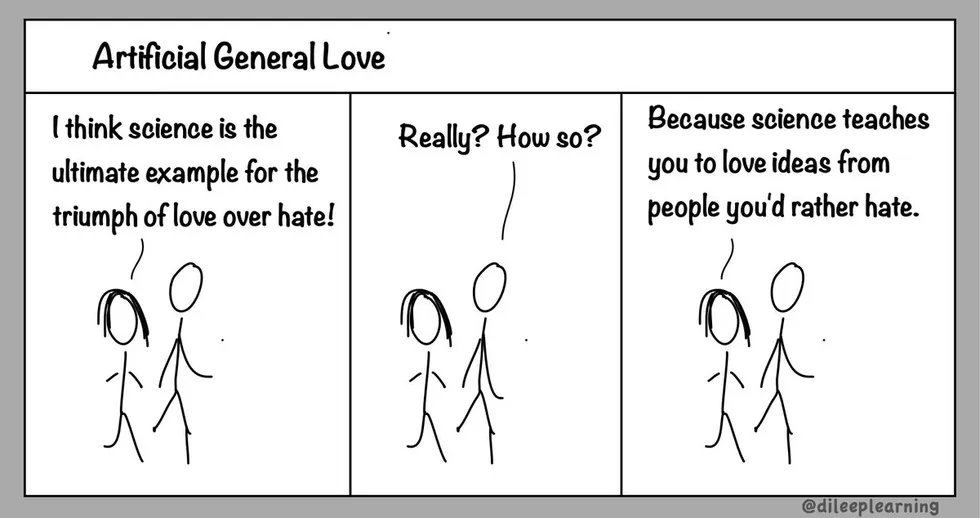 Artificial General Love
I think science is the
ultimate example for the
triumph of love over hate!
Really? How so?
Because science teaches
you to love ideas from
people you'd rather hate.
@dileeplearning